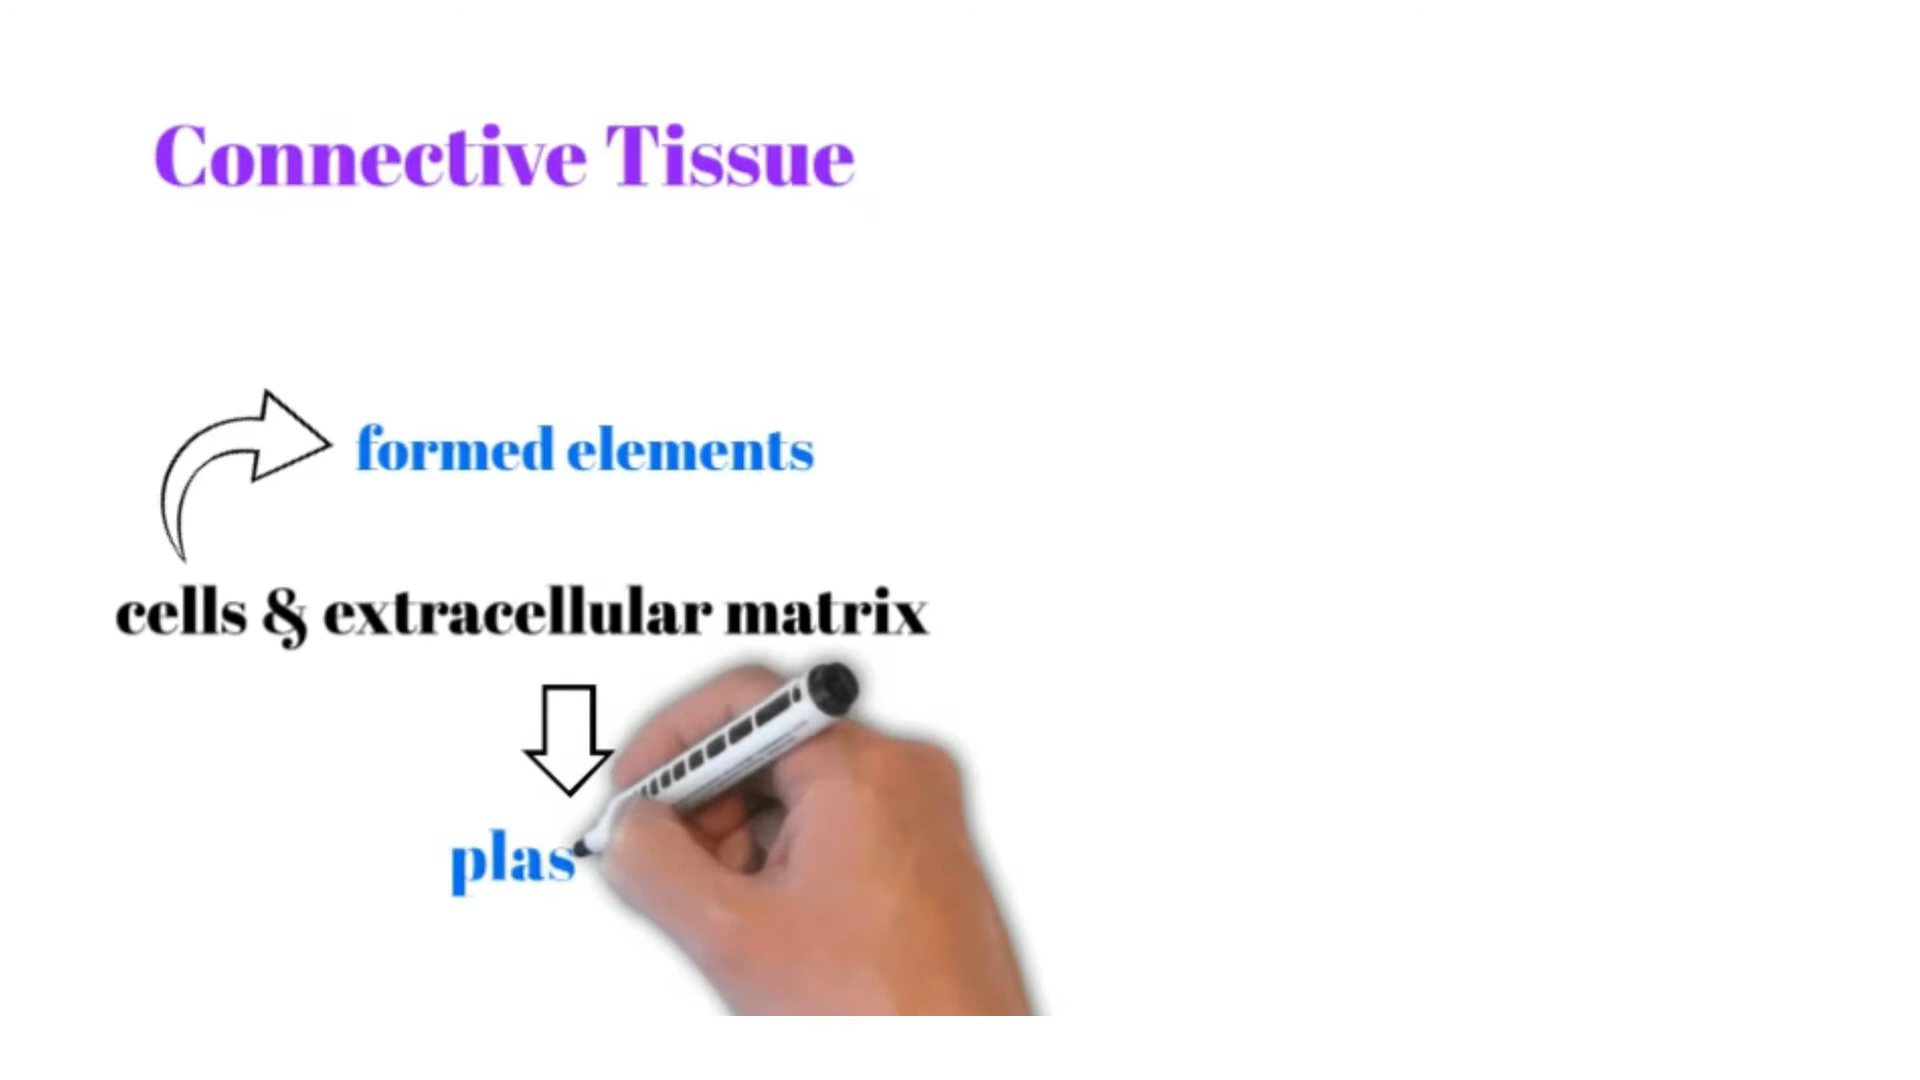 Connective Tissue
formed elements
cells & extracellular matrix
plas